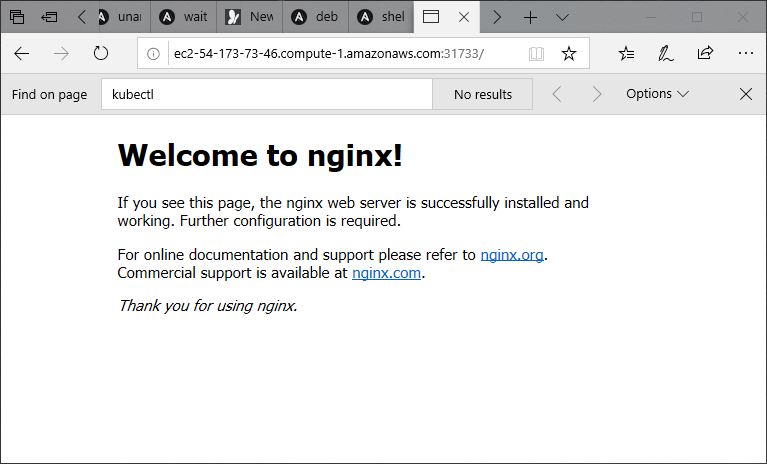 unai wait New deb shel
ec2-54-173-73-46.compute-1.amazonaws.com:31733/
Find on page kubectl No results Options
Welcome to nginx!
If you see this page, the nginx web server is successfully installed and
working. Further configuration is required.
For online documentation and support please refer to nginx.org.
Commercial support is available at nginx.com.
Thank you for using nginx.